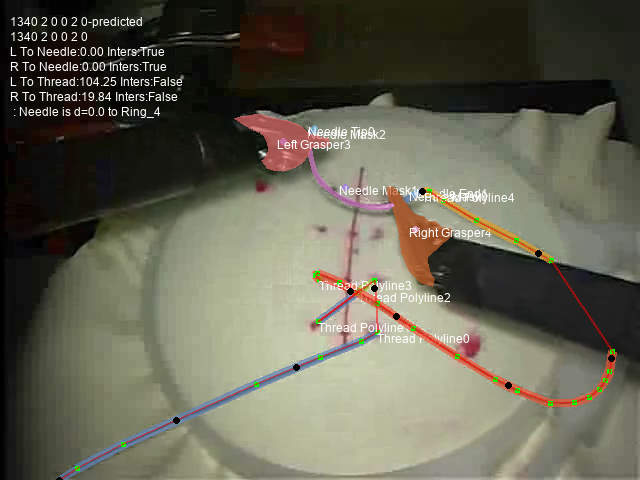 1340 2 0 0 2 0-predicted
1340 2 0 0 2 0
L To Needle:0.00 Inters:True
R To Needle:0.00 Inters:True
L To Thread:104.25 Inters:False
R To Thread:19.84 Inters:False
: Needle is d=0.0 to Ring_4
Needle Tip0
Needle Mask2
Left Grasper3
Needle Mask1
Polyline4
Right Grasper4
Thread Polyline3
Thread Polyline2
Thread Polyline
Thread Polyline0